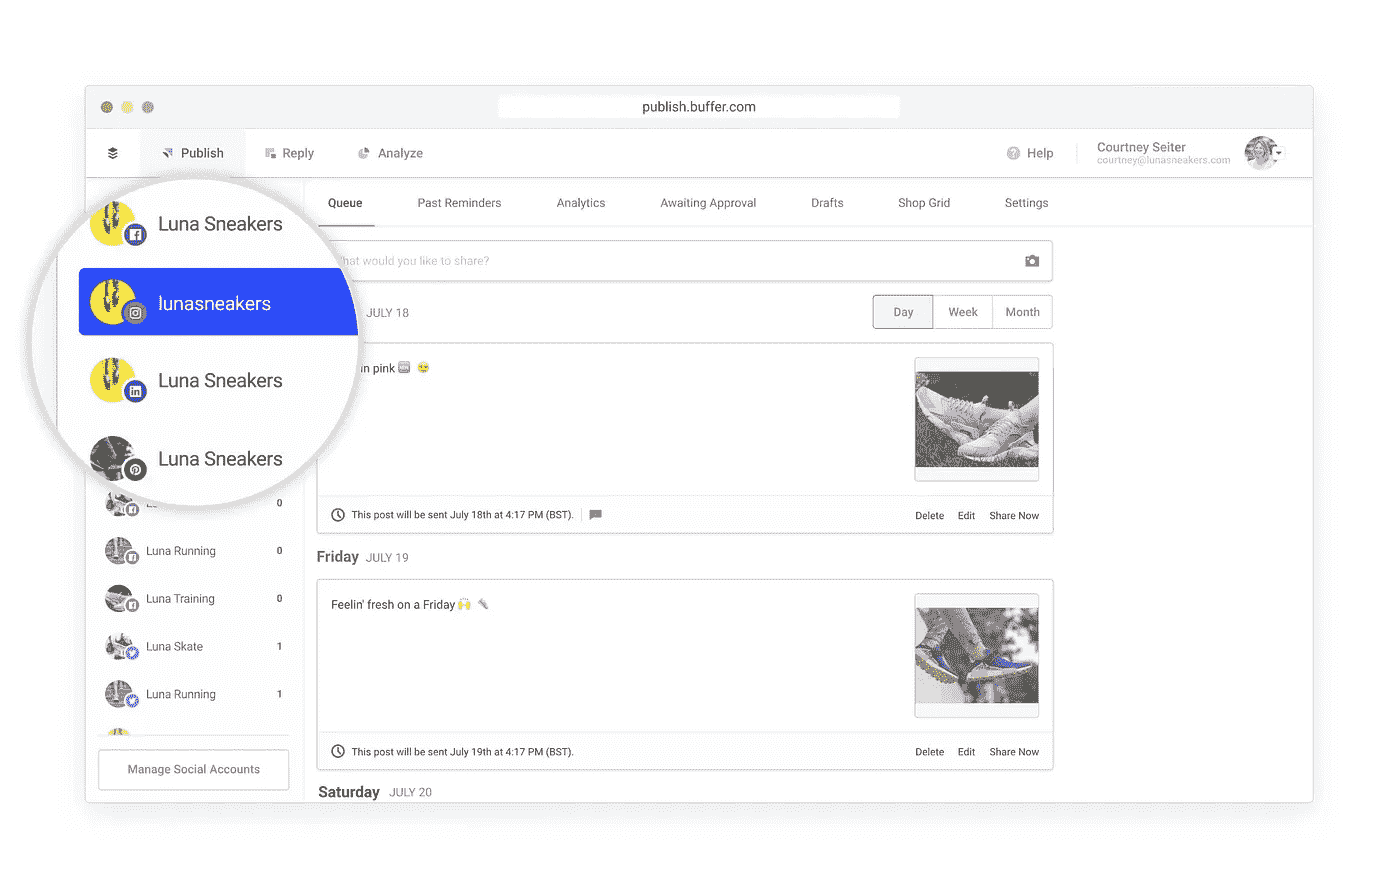 publish.buffer.com
Publish
Reply
Analyze
Help
Courtney Seiter
courtney@lunasneakers.com
Luna Sneakers
lunasneakers
Luna Sneakers
Luna Sneakers
0
Luna Running 0
Luna Training 0
Luna Skate 1
Luna Running 1
Manage Social Accounts
Queue
Past Reminders
Analytics
Awaiting Approval
Drafts
Shop Grid
Settings
would you like to share?
JULY 18
Day
Week
Month
in pink
This post will be sent July 18th at 4:17 PM (BST).
Delete
Edit
Share Now
Friday JULY 19
Feelin' fresh on a Friday
This post will be sent July 19th at 4:17 PM (BST).
Delete
Edit
Share Now
Saturday JULY 20